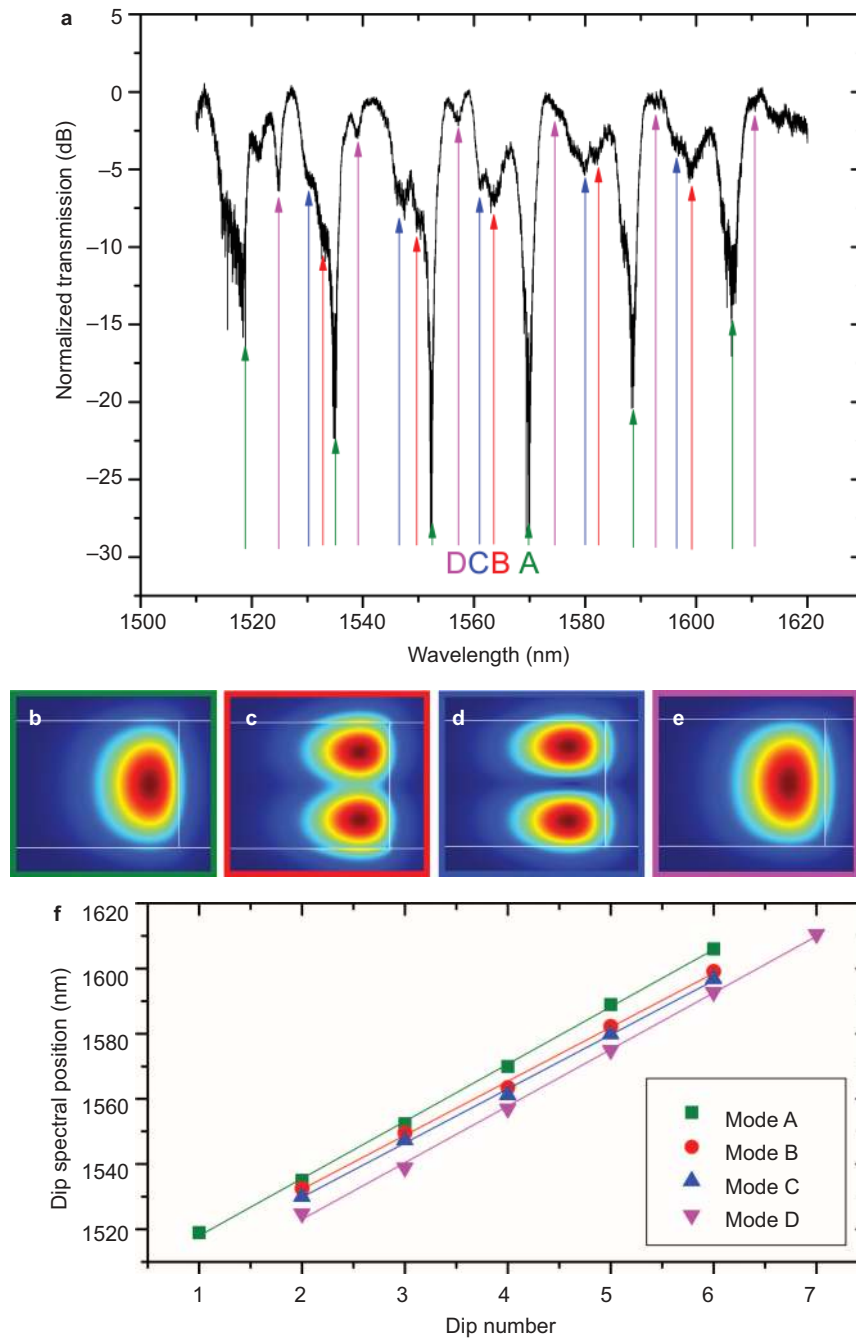 a
5
0
–5
–10
–15
–20
–25
–30
Normalized transmission (dB)
D C B A
1500 1520 1540 1560 1580 1600 1620
Wavelength (nm)
b c d e
f
1620
1600
1580
1560
1540
1520
Dip spectral position (nm)
Mode A
Mode B
Mode C
Mode D
1 2 3 4 5 6 7
Dip number